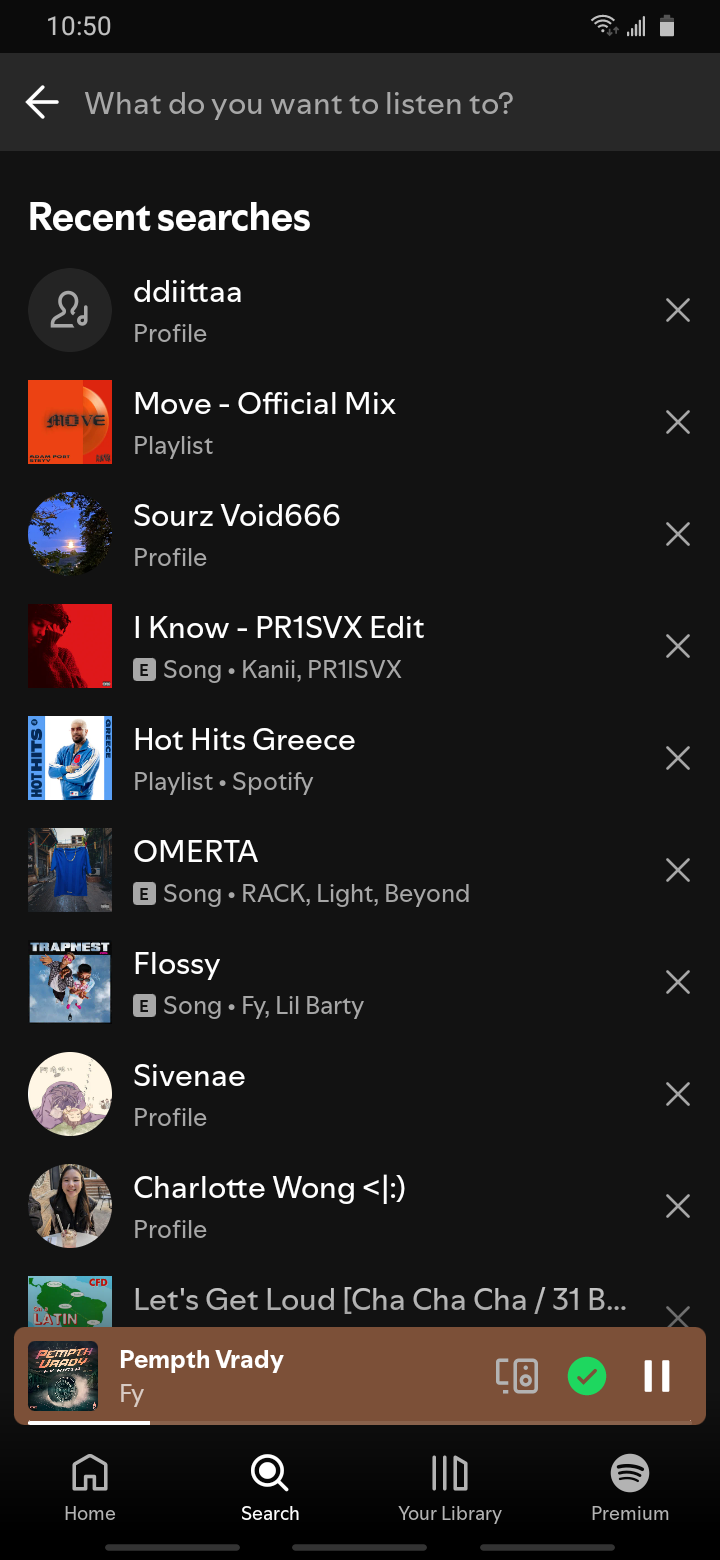 10:50
What do you want to listen to?
Recent searches
ddiittaa
Profile
MOVE
Move - Official Mix
Playlist
Sourz Void666
Profile
I Know - PR1SVX Edit
E Song • Kanii, PR1ISVX
HOT HITS
GREECE
Hot Hits Greece
Playlist • Spotify
OMERTA
E Song • RACK, Light, Beyond
TRAPNEST
Flossy
E Song • Fy, Lil Barty
Sivenae
Profile
Charlotte Wong <|:)
Profile
CFD
LATIN
Let's Get Loud [Cha Cha Cha / 31 B...
PEMPTH
VRADY
Pempth Vrady
Fy
Home
Search
Your Library
Premium